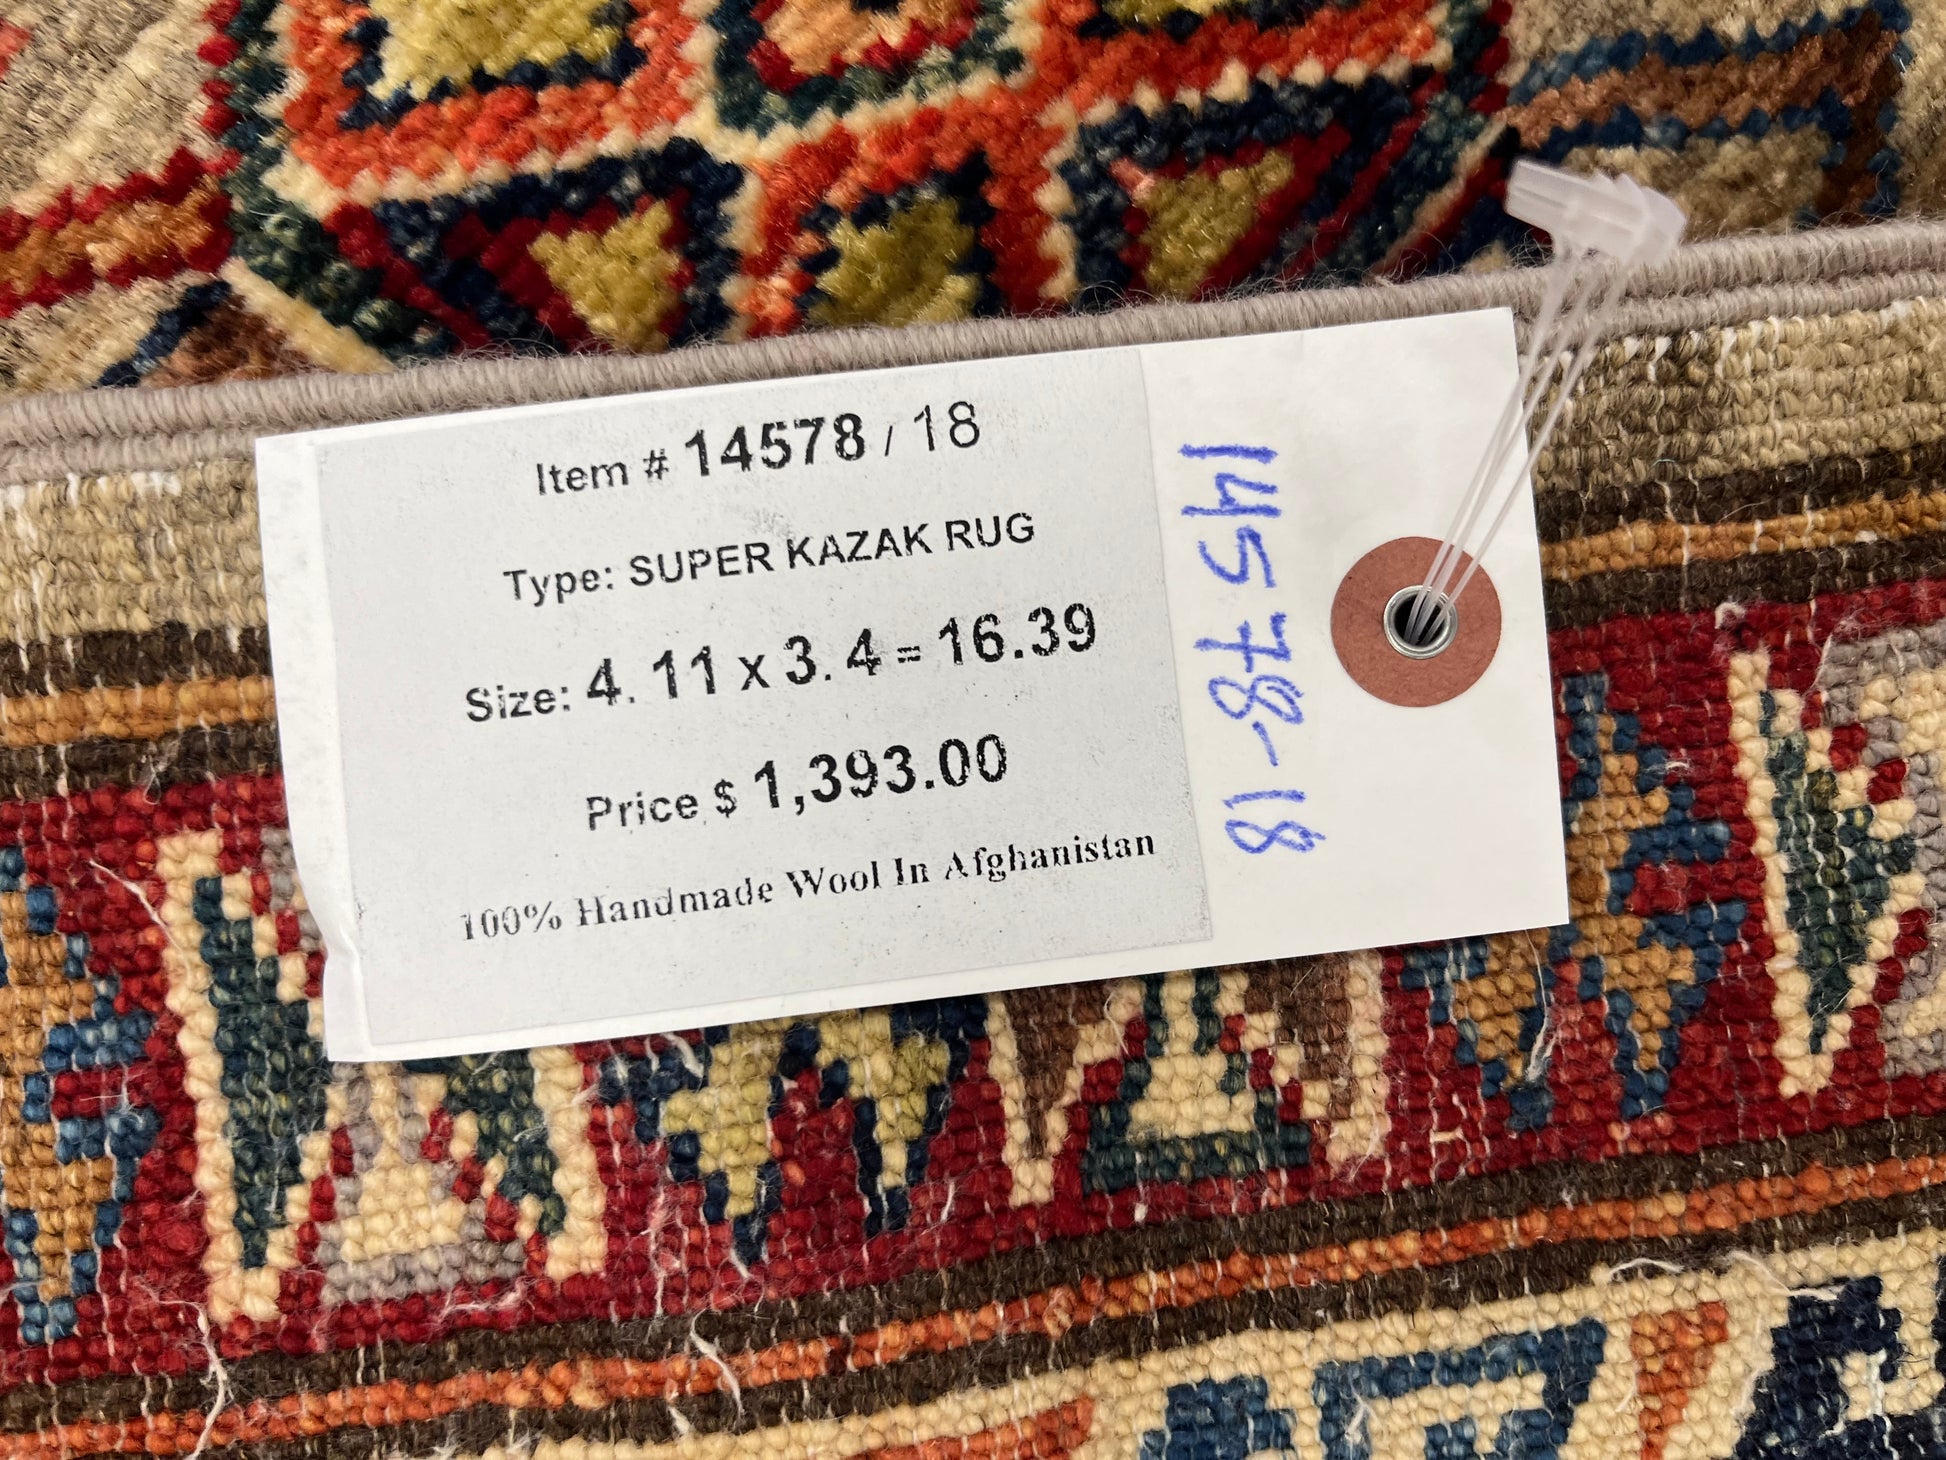 Item # 14578 / 18
Type: SUPER KAZAK RUG
Size: 4. 11 x 3. 4 = 16.39
Price $ 1,393.00
100% Handmade Wool In Afghanistan
14578-18